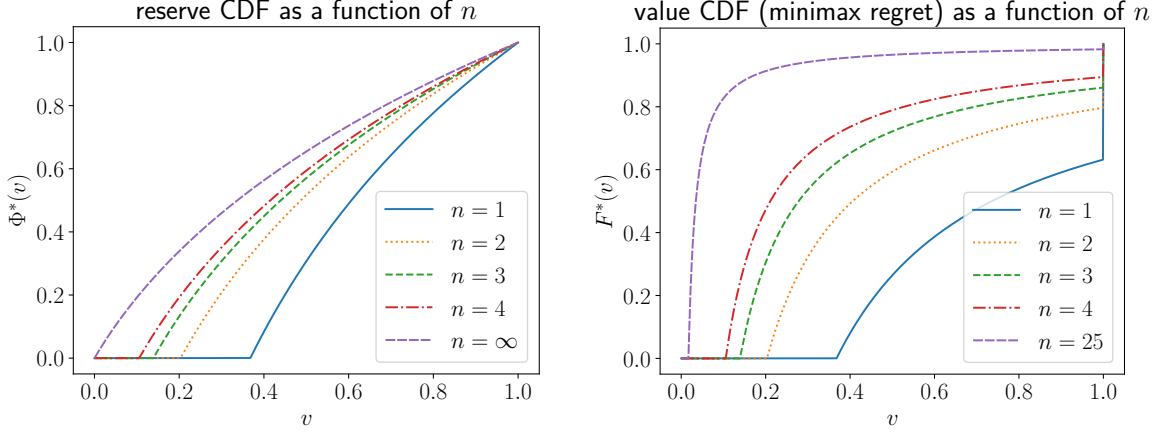 reserve CDF as a function of n
1.0
0.8
0.6
0.4
0.2
0.0
Φ*(v)
n = 1
n = 2
n = 3
n = 4
n = ∞
0.0 0.2 0.4 0.6 0.8 1.0
v
value CDF (minimax regret) as a function of n
1.0
0.8
0.6
0.4
0.2
0.0
F*(v)
n = 1
n = 2
n = 3
n = 4
n = 25
0.0 0.2 0.4 0.6 0.8 1.0
v